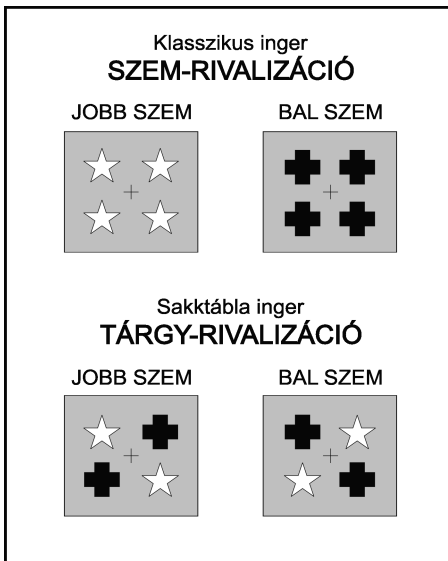 Klasszikus inger
SZEM-RIVALIZÁCIÓ
JOBB SZEM
BAL SZEM
Sakktábla inger
TÁRGY-RIVALIZÁCIÓ
JOBB SZEM
BAL SZEM